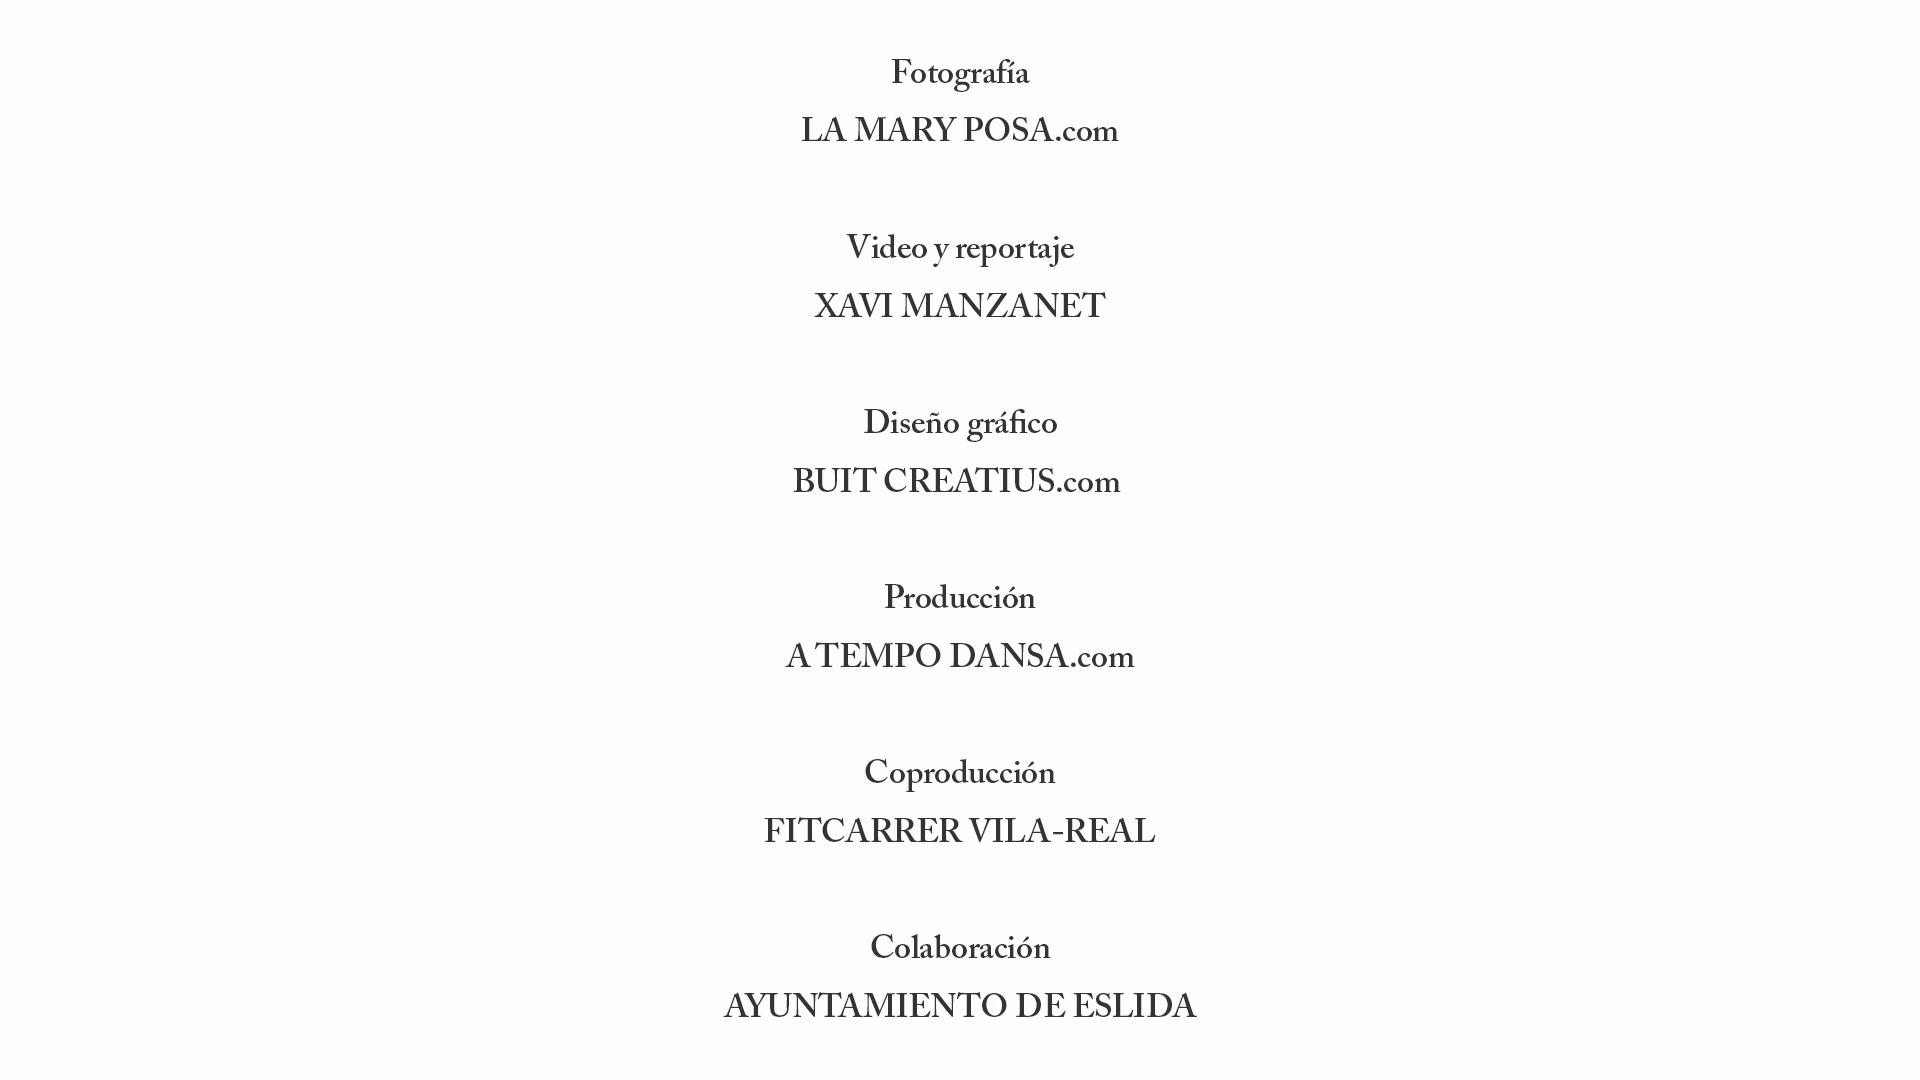 Fotografía
LA MARY POSA.com
Video y reportaje
XAVI MANZANET
Diseño gráfico
BUIT CREATIUS.com
Producción
A TEMPO DANSA.com
Coproducción
FITCARRER VILA-REAL
Colaboración
AYUNTAMIENTO DE ESLIDA